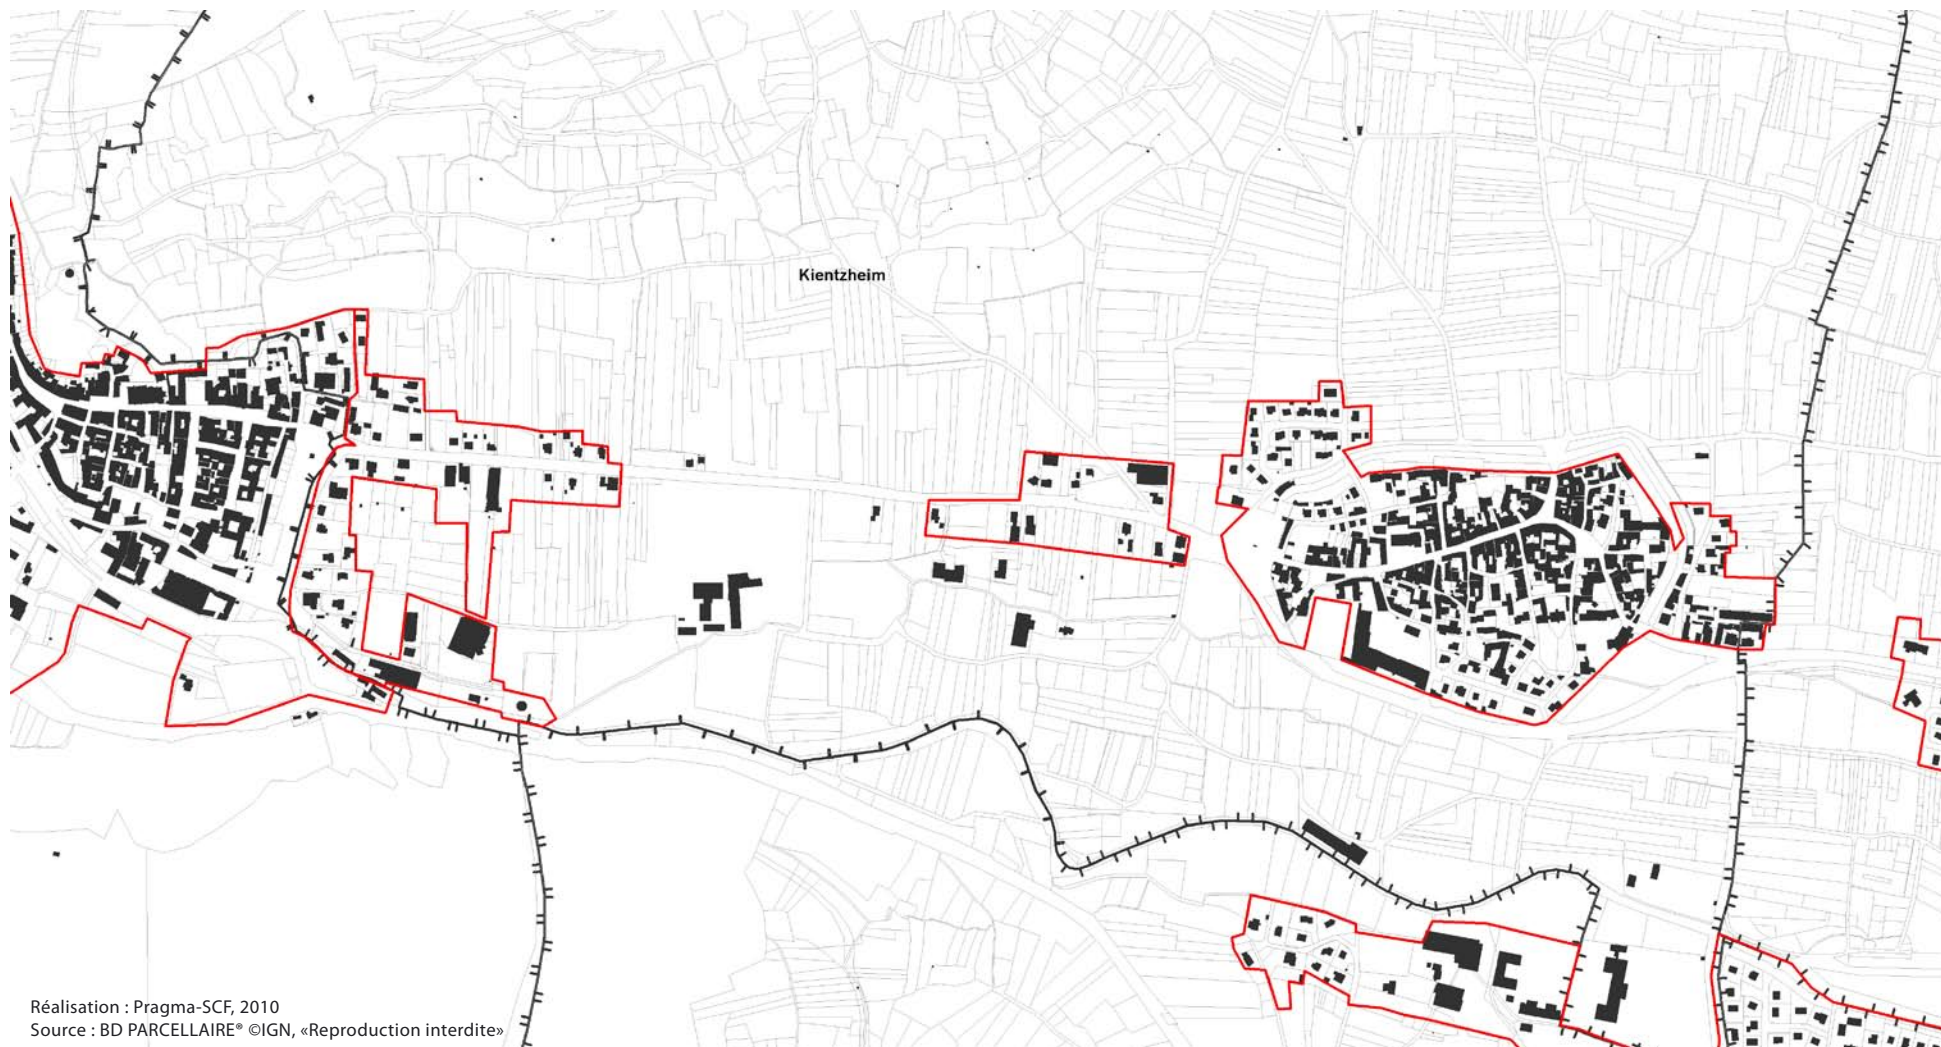 Kientzheim
Réalisation : Pragma-SCF, 2010
Source : BD PARCELLAIRE® ©IGN, «Reproduction interdite»